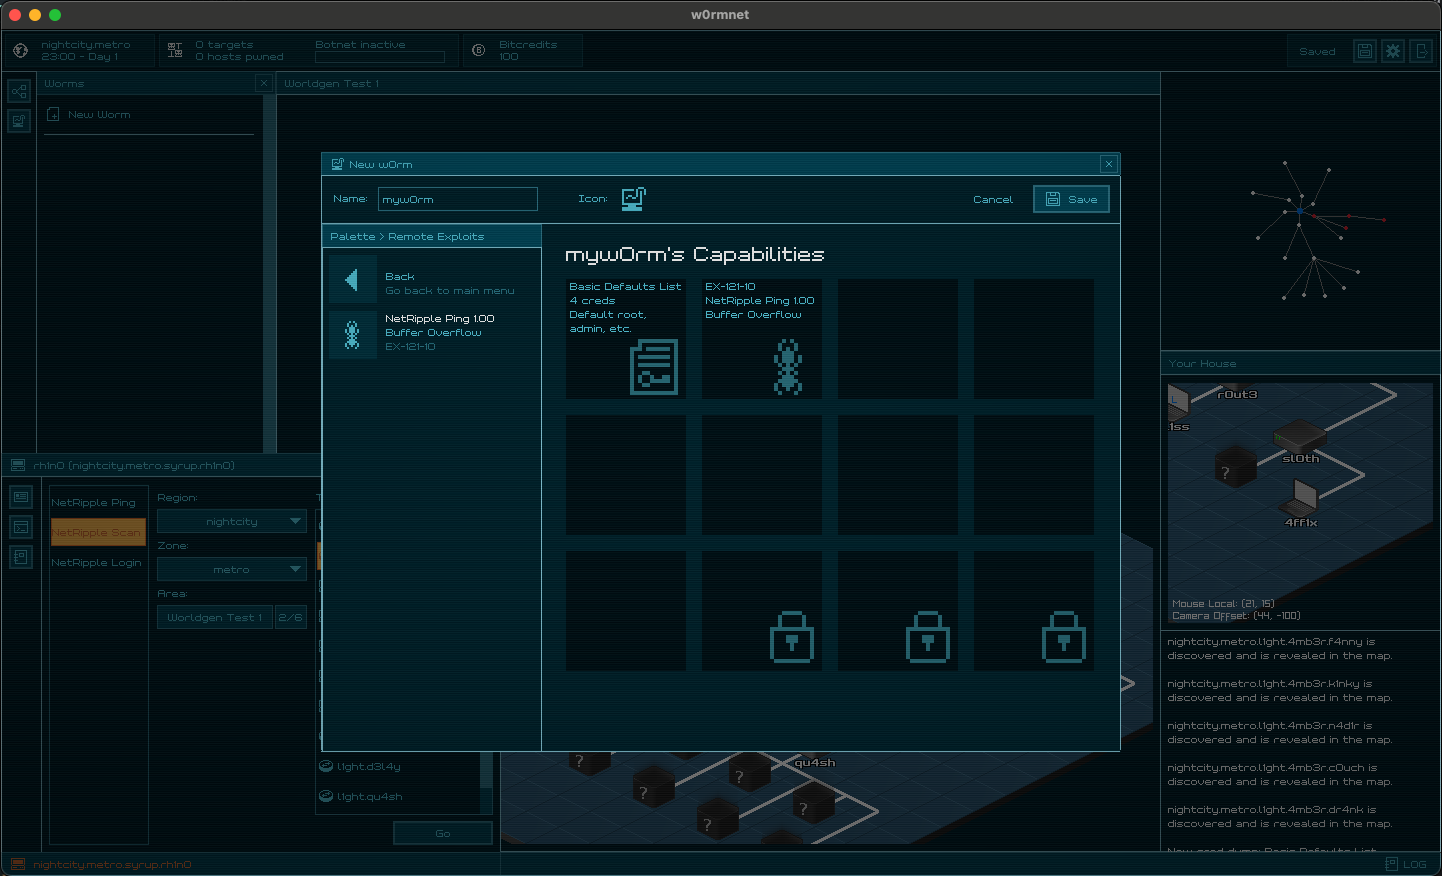 w0rmnet
nightcity.metro
23:00 - Day 1
0 targets
0 hosts pwned
Botnet inactive
Bitcredits
100
Saved
Worms
New Worm
Worldgen Test 1
New w0rm
Name:
myw0rm
Icon:
Cancel
Save
Palette > Remote Exploits
Back
Go back to main menu
NetRipple Ping 1.00
Buffer Overflow
EX-121-10
myw0rm's Capabilities
Basic Defaults List
4 creds
Default root,
admin, etc.
EX-121-10
NetRipple Ping 1.00
Buffer Overflow
rh1n0 (nightcity.metro.syrup.rh1n0)
NetRipple Ping
NetRipple Scan
NetRipple Login
Region:
nightcity
Zone:
metro
Area:
Worldgen Test 1
2/6
l1ght.d3l4y
l1ght.qu4sh
Go
qu4sh
?
?
?
?
?
Your House
r0ut3
1ss
sl0th
?
4ff1x
Mouse Local: (21, 15)
Camera Offset: (44, -100)
nightcity.metro.l1ght.4mb3r.f4nny is
discovered and is revealed in the map.
nightcity.metro.l1ght.4mb3r.k1nky is
discovered and is revealed in the map.
nightcity.metro.l1ght.4mb3r.n4d1r is
discovered and is revealed in the map.
nightcity.metro.l1ght.4mb3r.c0uch is
discovered and is revealed in the map.
nightcity.metro.l1ght.4mb3r.dr4nk is
discovered and is revealed in the map.
New cred dump: Basic Defaults List
nightcity.metro.syrup.rh1n0
LOG